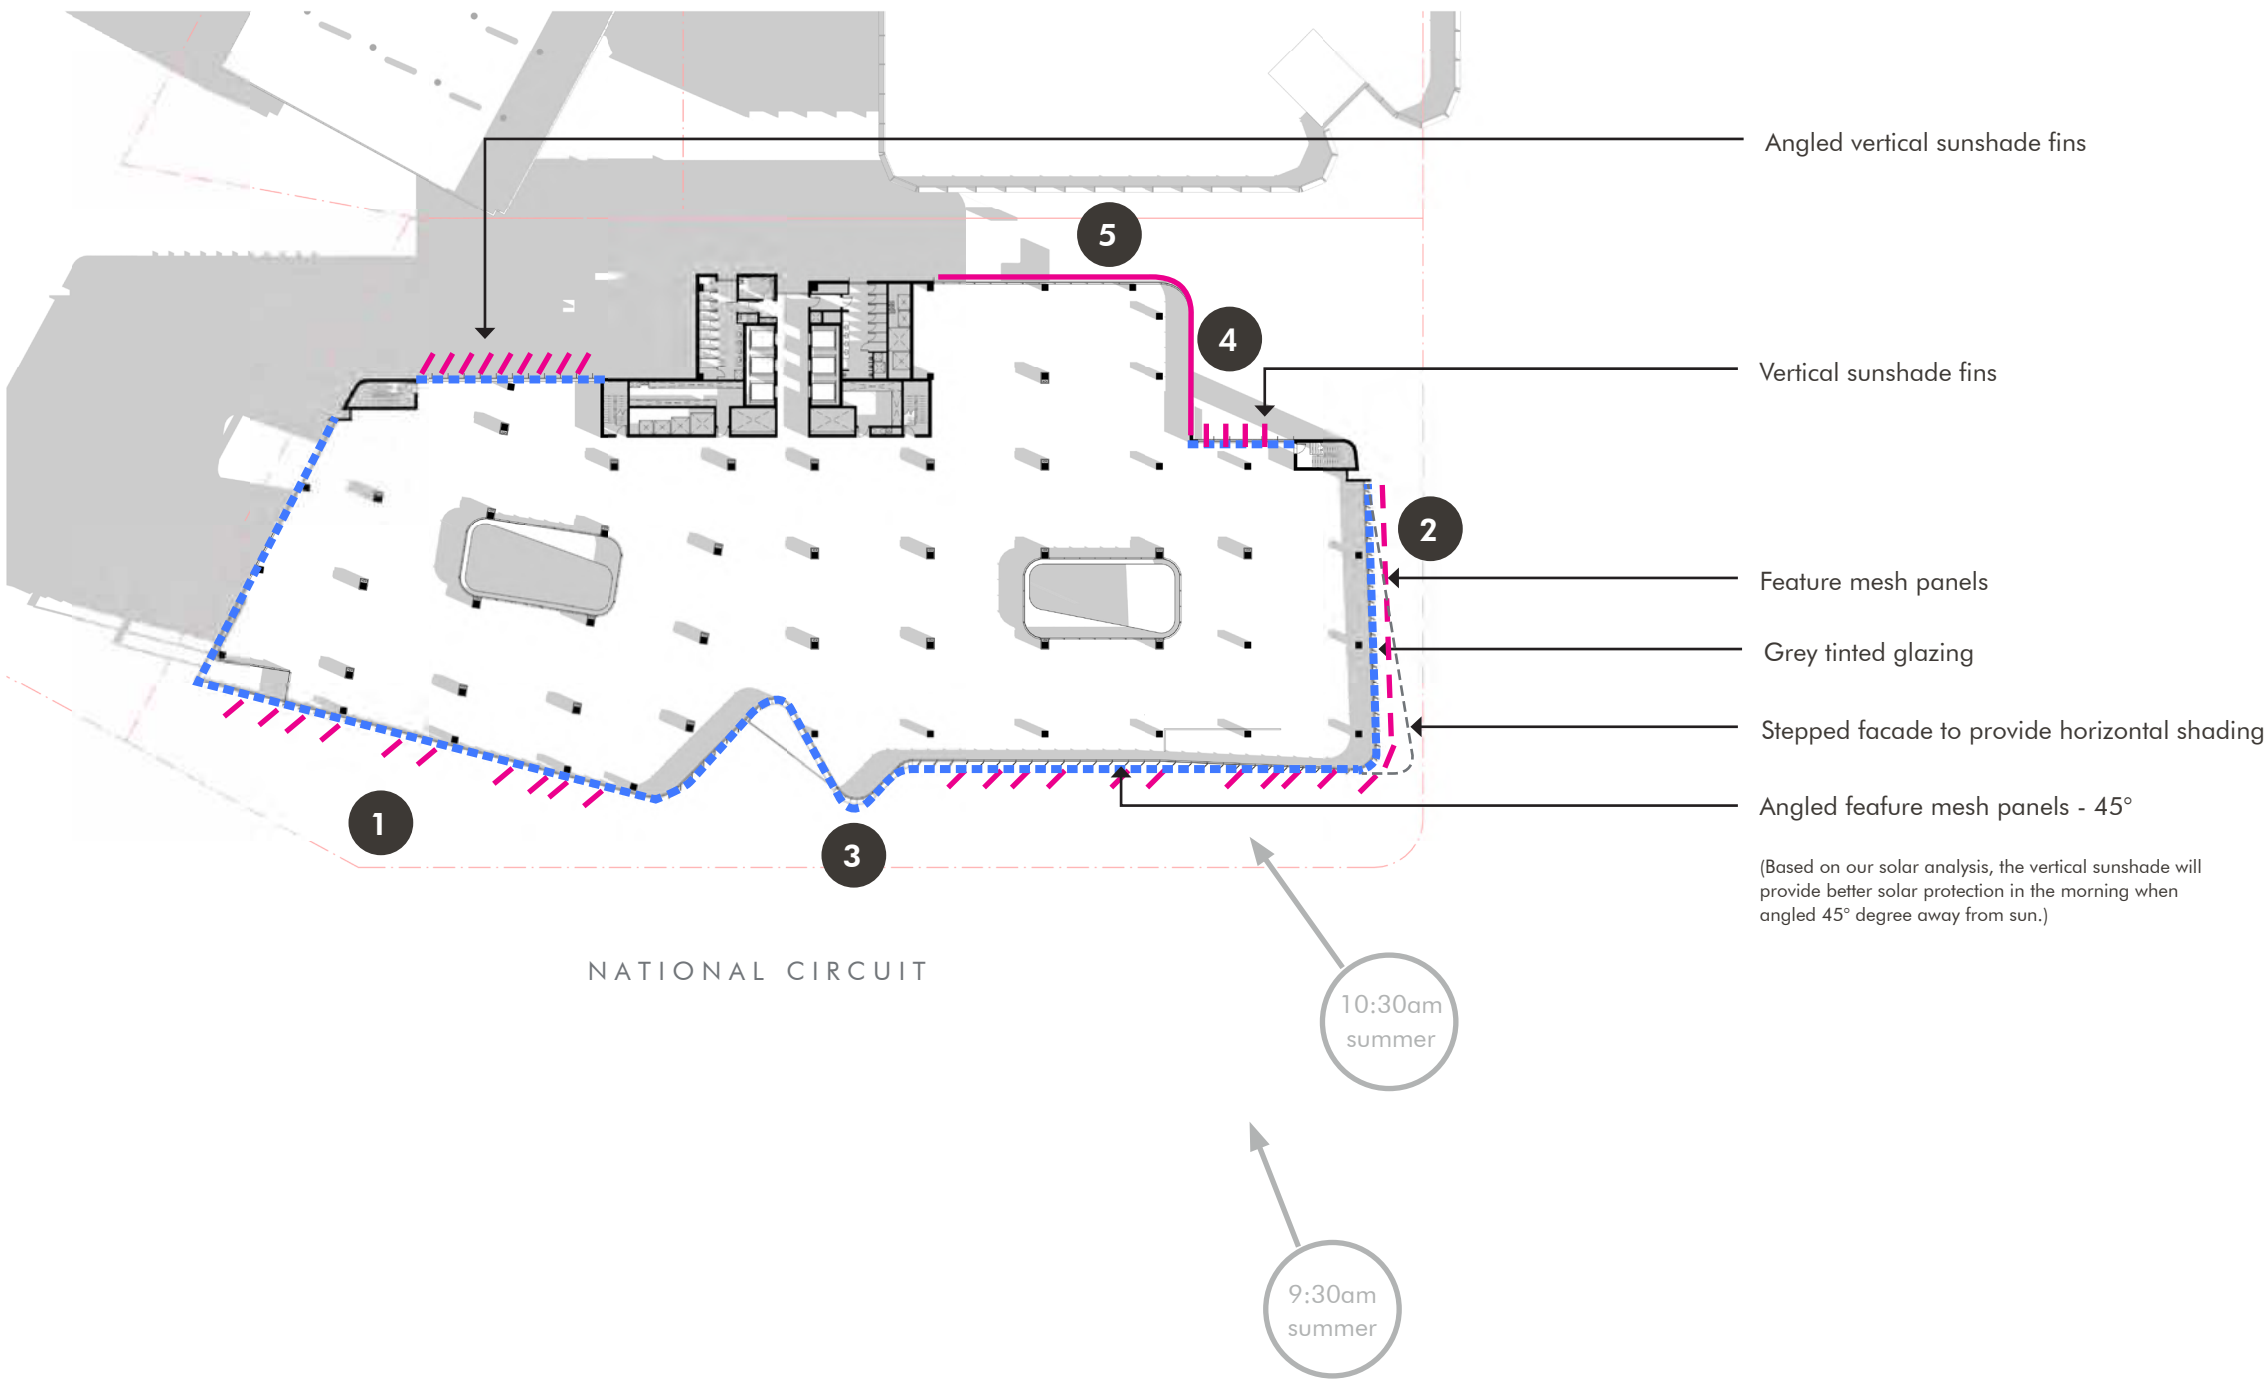 Angled vertical sunshade fins
5
4
Vertical sunshade fins
2
Feature mesh panels
Grey tinted glazing
Stepped facade to provide horizontal shading
Angled feafure mesh panels - 45°
1
3
(Based on our solar analysis, the vertical sunshade will
provide better solar protection in the morning when
angled 45° degree away from sun.)
NATIONAL CIRCUIT
10:30am
summer
9:30am
summer